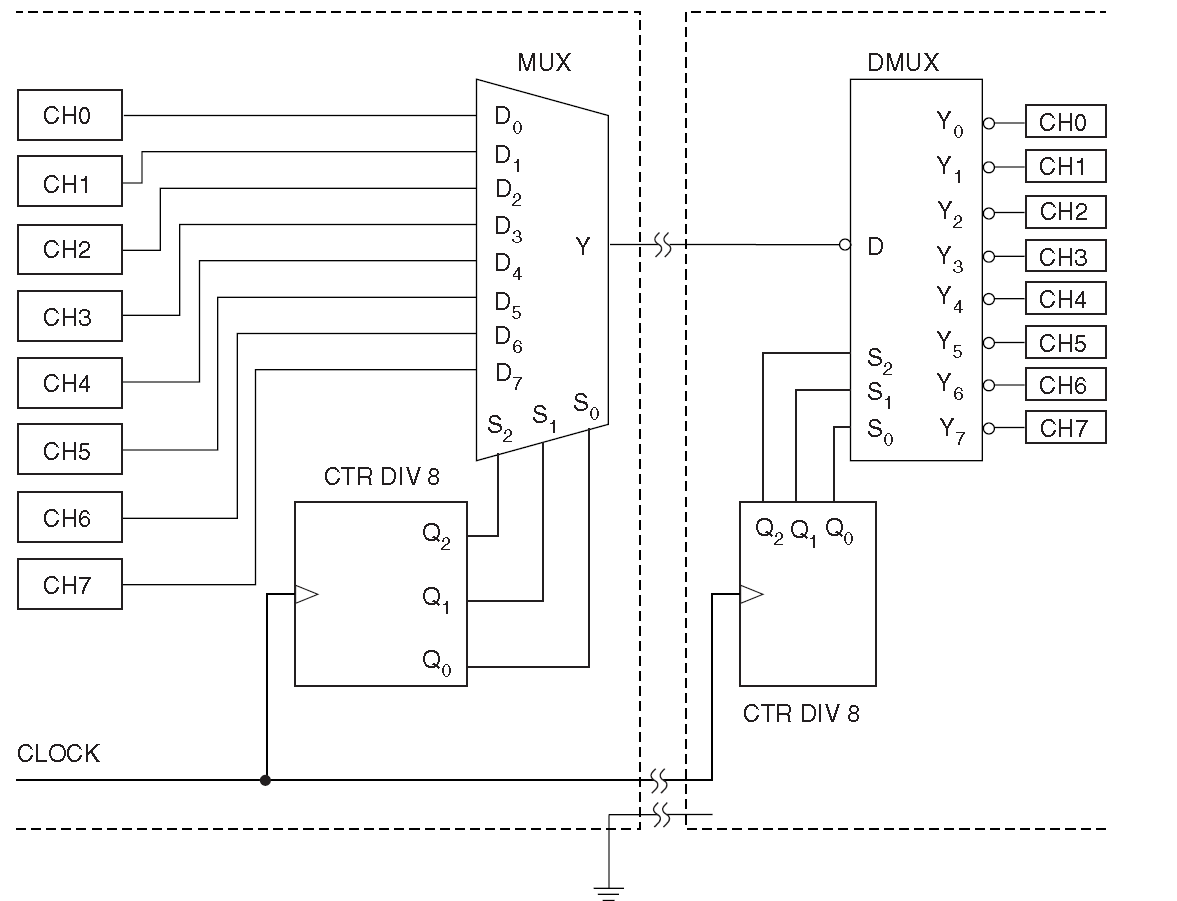 MUX
CH0
CH1
CH2
CH3
CH4
CH5
CH6
CH7
D0
D1
D2
D3
D4
D5
D6
D7
Y
S2
S1
S0
CTR DIV 8
Q2
Q1
Q0
CLOCK
DMUX
D
S2
S1
S0
Y0
Y1
Y2
Y3
Y4
Y5
Y6
Y7
CH0
CH1
CH2
CH3
CH4
CH5
CH6
CH7
Q2 Q1 Q0
CTR DIV 8